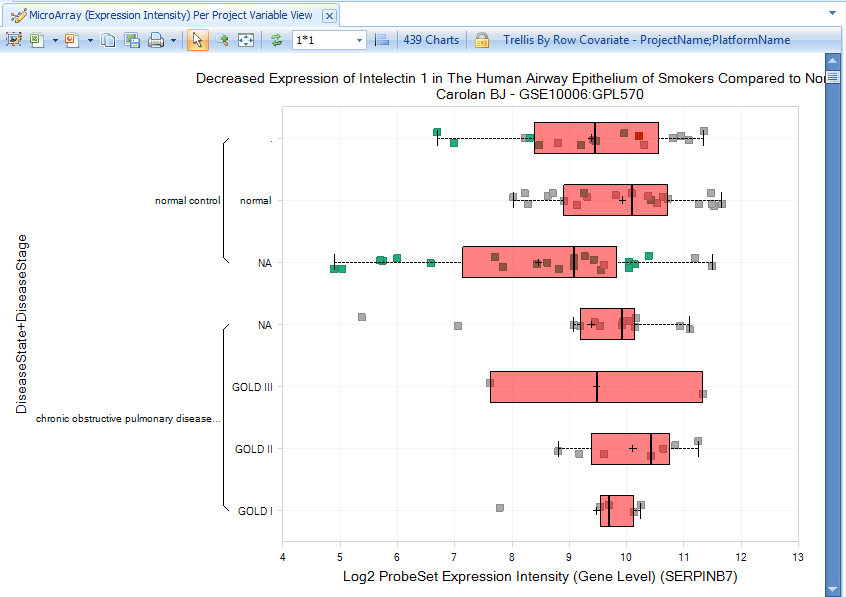 MicroArray (Expression Intensity) Per Project Variable View
1*1
439 Charts
Trellis By Row Covariate - ProjectName;PlatformName
Decreased Expression of Intelectin 1 in The Human Airway Epithelium of Smokers Compared to Non
Carolan BJ - GSE10006:GPL570
DiseaseState+DiseaseStage
.
normal control
normal
NA
NA
GOLD III
chronic obstructive pulmonary disease...
GOLD II
GOLD I
4 5 6 7 8 9 10 11 12 13
Log2 ProbeSet Expression Intensity (Gene Level) (SERPINB7)